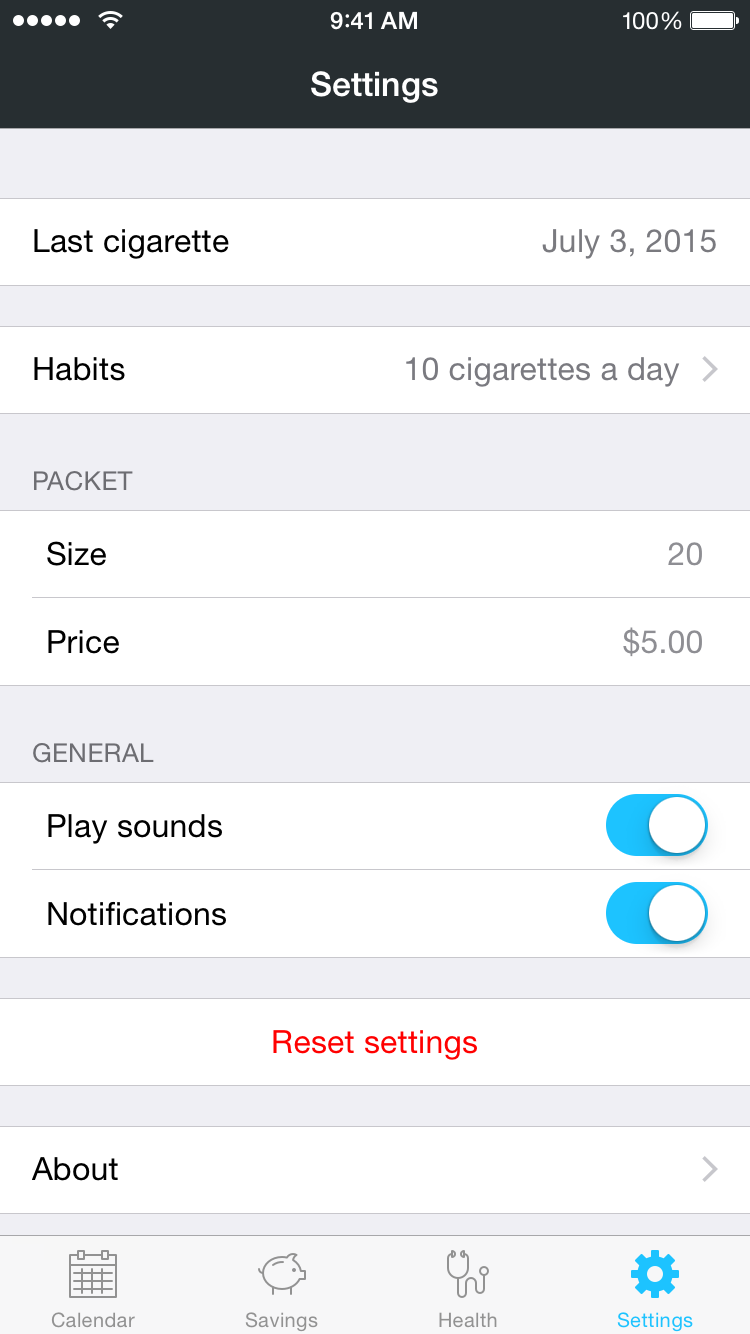 9:41 AM 100%
Settings
Last cigarette July 3, 2015
Habits 10 cigarettes a day
PACKET
Size 20
Price $5.00
GENERAL
Play sounds
Notifications
Reset settings
About
Calendar Savings Health Settings